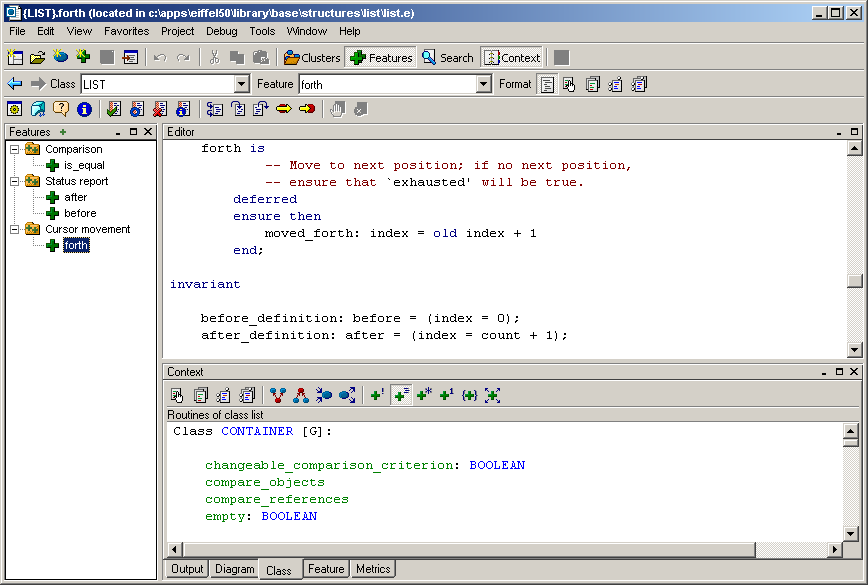 {LIST}.forth (located in c:\apps\eiffel50\library\base\structures\list\list.e)
File Edit View Favorites Project Debug Tools Window Help
Clusters Features Search Context
Class LIST Feature forth Format
Features
Comparison
is_equal
Status report
after
before
Cursor movement
forth
Editor
forth is
-- Move to next position; if no next position,
-- ensure that `exhausted' will be true.
deferred
ensure then
moved_forth: index = old index + 1
end;
invariant
before_definition: before = (index = 0);
after_definition: after = (index = count + 1);
Context
Routines of class list
Class CONTAINER [G]:
changeable_comparison_criterion: BOOLEAN
compare_objects
compare_references
empty: BOOLEAN
Output Diagram Class Feature Metrics